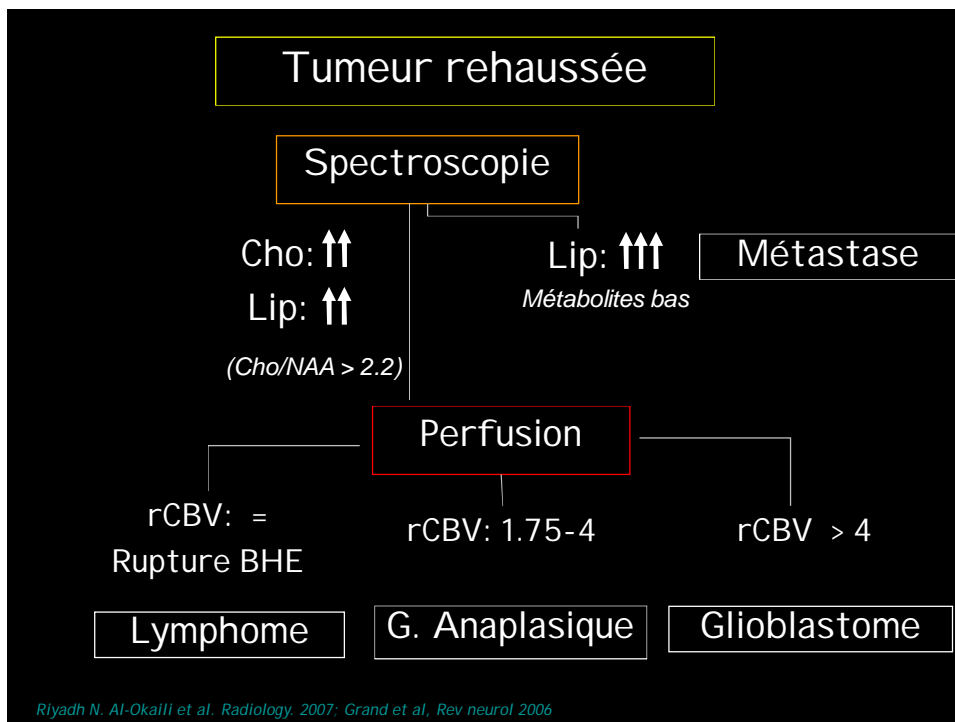 Tumeur rehaussée
Spectroscopie
Cho: ↑↑
Lip: ↑↑
(Cho/NAA > 2.2)
Lip: ↑↑↑
Métabolites bas
Métastase
Perfusion
rCBV: =
Rupture BHE
rCBV: 1.75-4
rCBV > 4
Lymphome
G. Anaplasique
Glioblastome
Riyadh N. Al-Okaili et al. Radiology. 2007; Grand et al, Rev neurol 2006